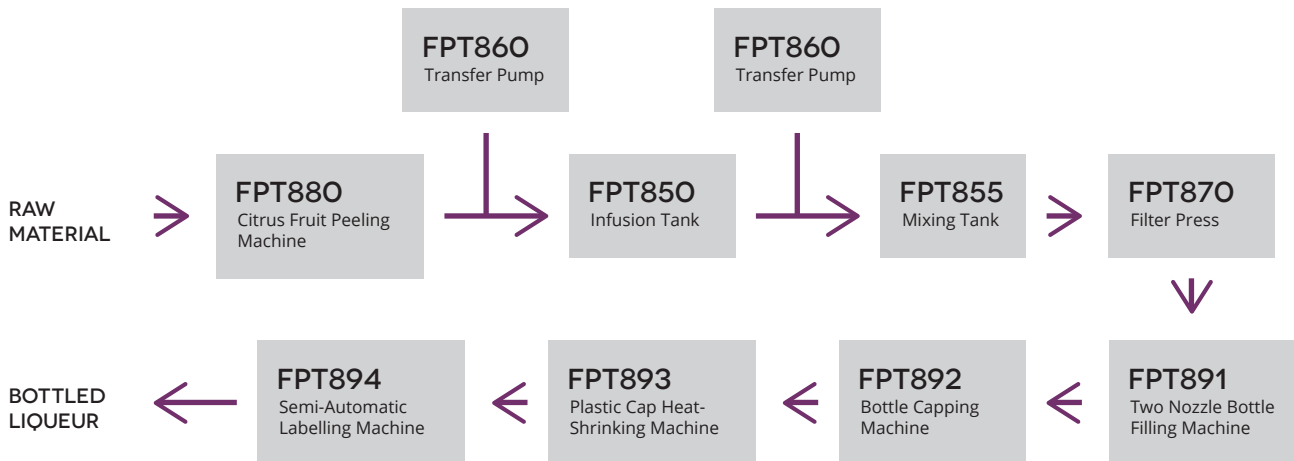 FPT860
Transfer Pump
FPT860
Transfer Pump
RAW
MATERIAL
FPT880
Citrus Fruit Peeling
Machine
FPT850
Infusion Tank
FPT855
Mixing Tank
FPT870
Filter Press
BOTTLED
LIQUEUR
FPT894
Semi-Automatic
Labelling Machine
FPT893
Plastic Cap Heat-
Shrinking Machine
FPT892
Bottle Capping
Machine
FPT891
Two Nozzle Bottle
Filling Machine